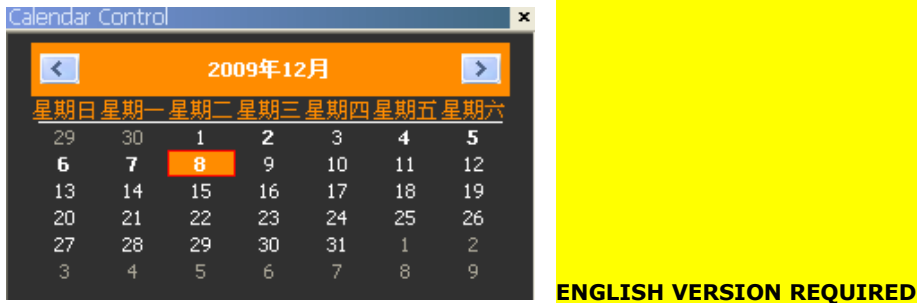 Calendar Control
2009年12月
星期日 星期一 星期二 星期三 星期四 星期五 星期六
29 30 1 2 3 4 5
6 7 8 9 10 11 12
13 14 15 16 17 18 19
20 21 22 23 24 25 26
27 28 29 30 31 1 2
3 4 5 6 7 8 9
ENGLISH VERSION REQUIRED